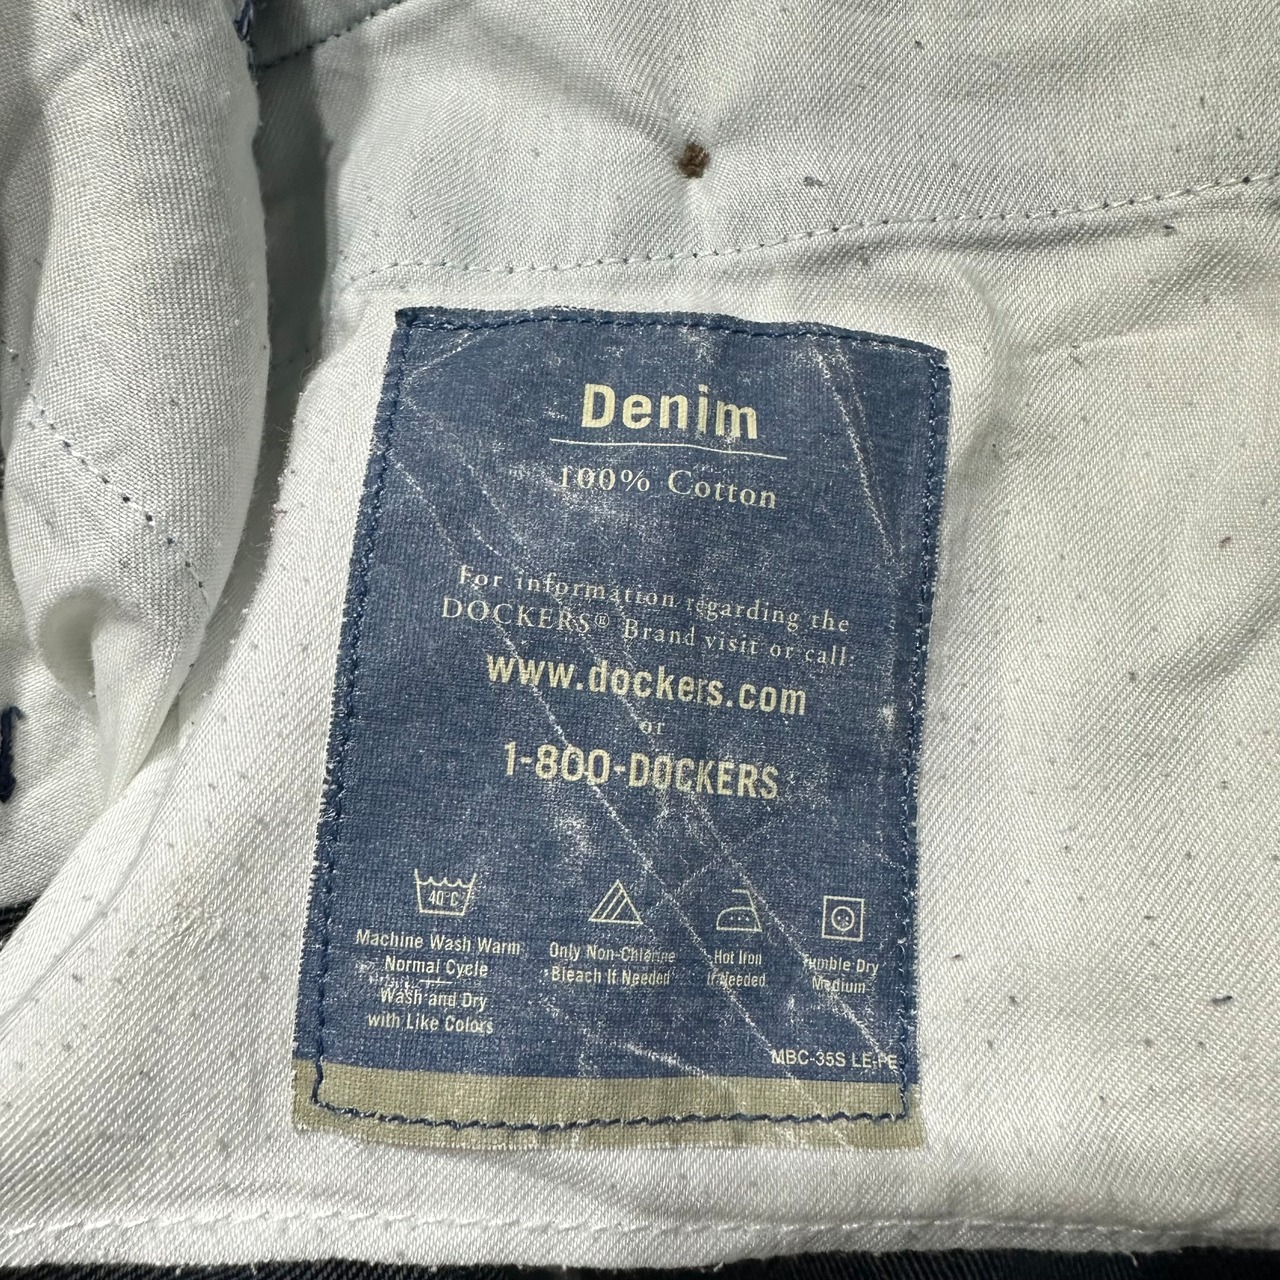 Denim
100% Cotton
For information regarding the
DOCKERS® Brand visit or call:
www.dockers.com
or
1-800-DOCKERS
40°C
Machine Wash Warm
Normal Cycle
Wash and Dry
with Like Colors
Only Non-Chlorine
Bleach If Needed
Hot Iron
If Needed
Tumble Dry
Medium
MBC-35S LE-PE